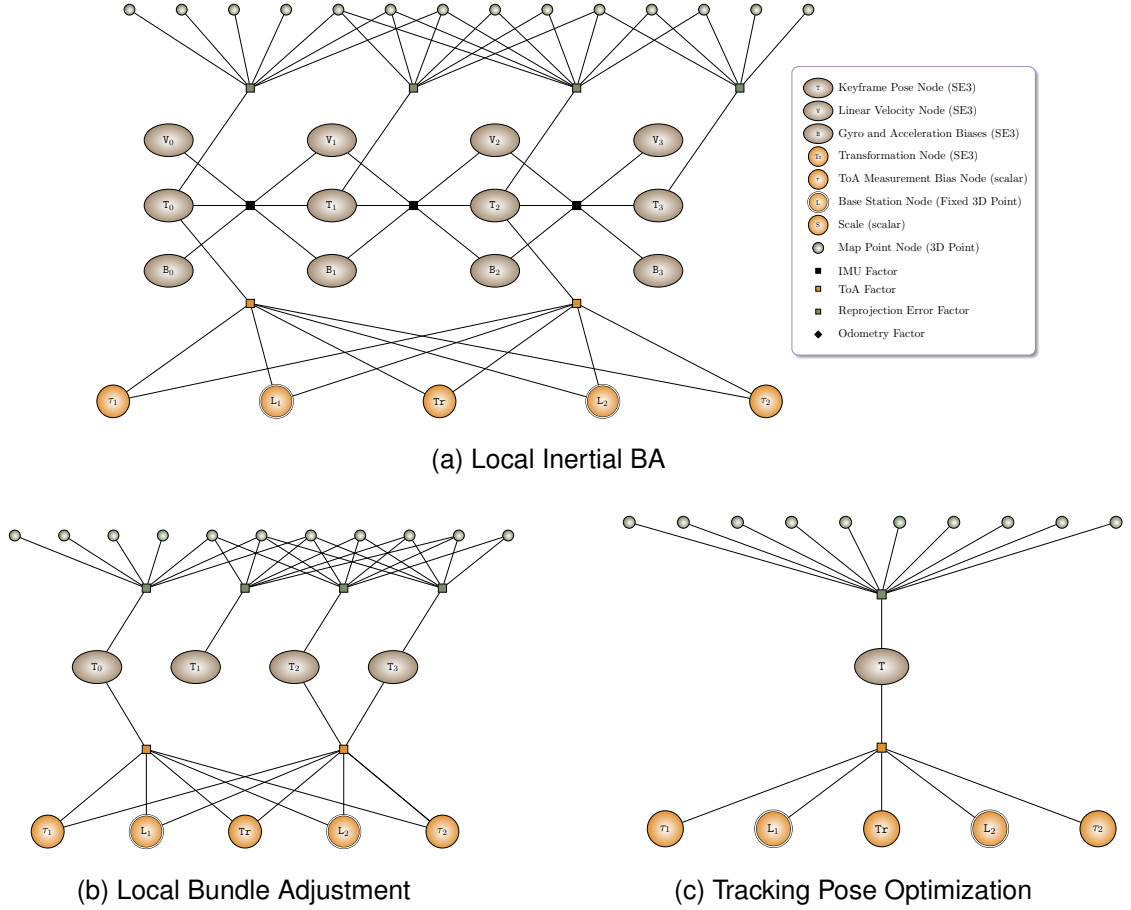 T Keyframe Pose Node (SE3)
V Linear Velocity Node (SE3)
B Gyro and Acceleration Biases (SE3)
Tr Transformation Node (SE3)
τ ToA Measurement Bias Node (scalar)
L Base Station Node (Fixed 3D Point)
S Scale (scalar)
Map Point Node (3D Point)
IMU Factor
ToA Factor
Reprojection Error Factor
Odometry Factor
V₀ V₁ V₂ V₃
T₀ T₁ T₂ T₃
B₀ B₁ B₂ B₃
τ₁ L₁ Tr L₂ τ₂
(a) Local Inertial BA
T₀ T₁ T₂ T₃
τ₁ L₁ Tr L₂ τ₂
(b) Local Bundle Adjustment
T
τ₁ L₁ Tr L₂ τ₂
(c) Tracking Pose Optimization